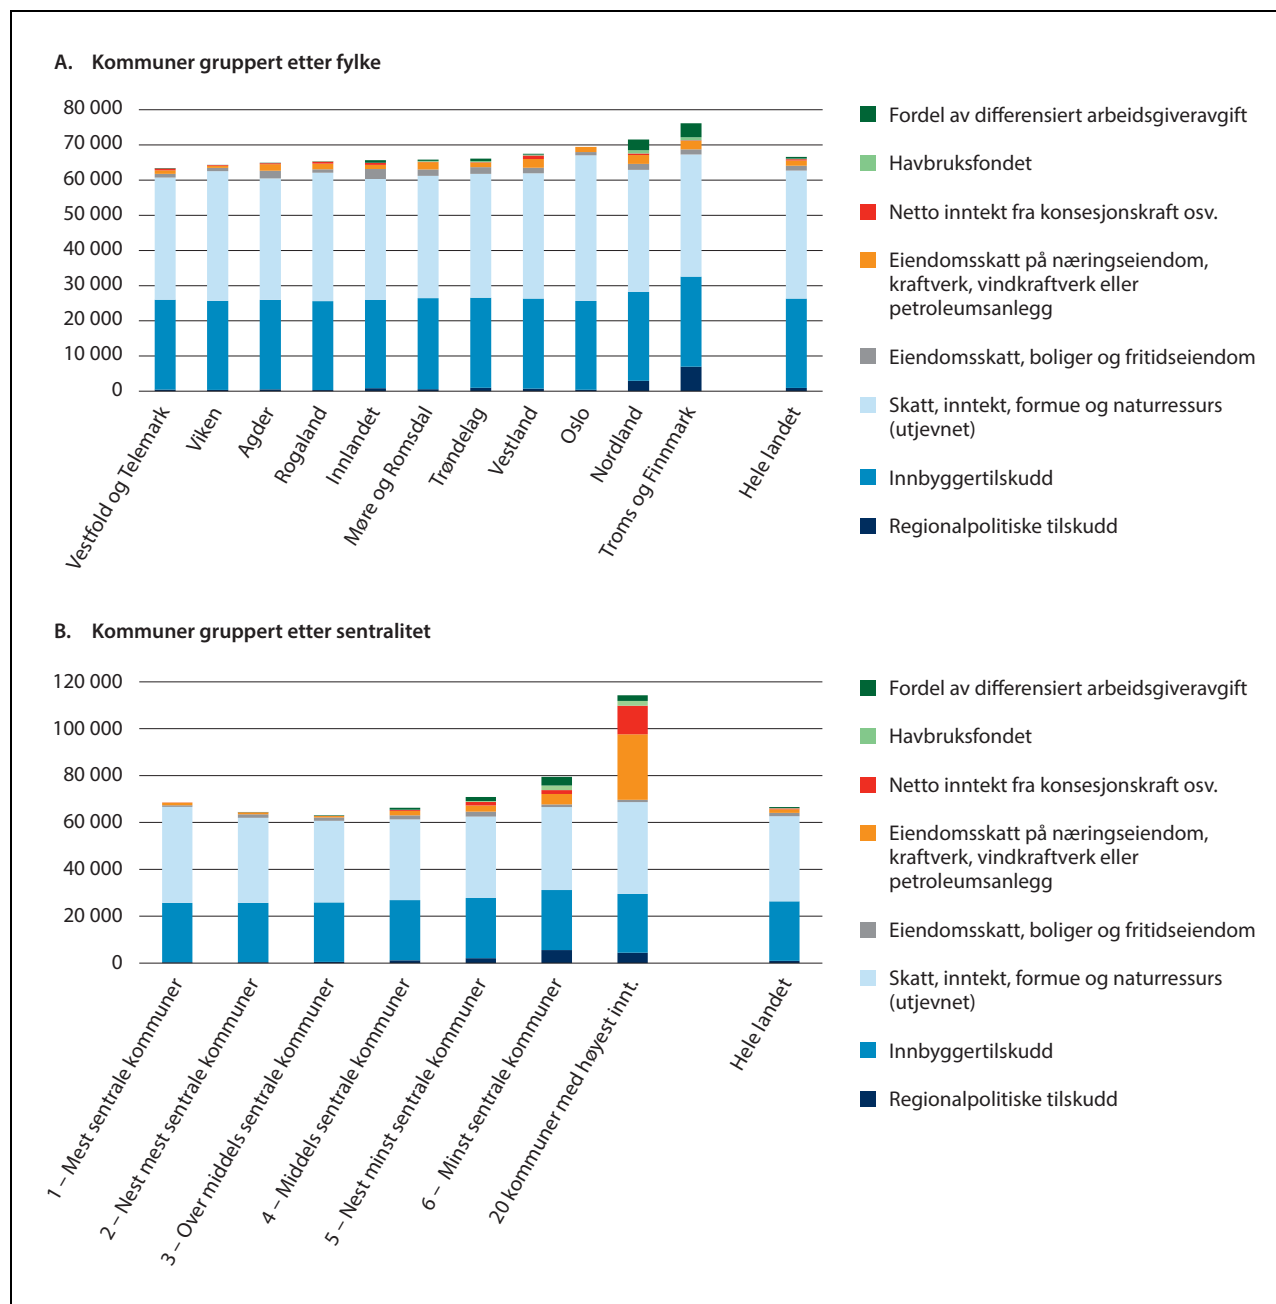 A. Kommuner gruppert etter fylke
80 000
70 000
60 000
50 000
40 000
30 000
20 000
10 000
0
Vestfold og Telemark
Viken
Agder
Rogaland
Innlandet
Møre og Romsdal
Trøndelag
Vestland
Oslo
Nordland
Troms og Finnmark
Hele landet
Fordel av differensiert arbeidsgiveravgift
Havbruksfondet
Netto inntekt fra konsesjonskraft osv.
Eiendomsskatt på næringseiendom,
kraftverk, vindkraftverk eller
petroleumsanlegg
Eiendomsskatt, boliger og fritidseiendom
Skatt, inntekt, formue og naturressurs
(utjevnet)
Innbyggertilskudd
Regionalpolitiske tilskudd
B. Kommuner gruppert etter sentralitet
120 000
100 000
80 000
60 000
40 000
20 000
0
1 – Mest sentrale kommuner
2 – Nest mest sentrale kommuner
3 – Over middels sentrale kommuner
4 – Middels sentrale kommuner
5 – Nest minst sentrale kommuner
6 – Minst sentrale kommuner
20 kommuner med høyest innt.
Hele landet
Fordel av differensiert arbeidsgiveravgift
Havbruksfondet
Netto inntekt fra konsesjonskraft osv.
Eiendomsskatt på næringseiendom,
kraftverk, vindkraftverk eller
petroleumsanlegg
Eiendomsskatt, boliger og fritidseiendom
Skatt, inntekt, formue og naturressurs
(utjevnet)
Innbyggertilskudd
Regionalpolitiske tilskudd